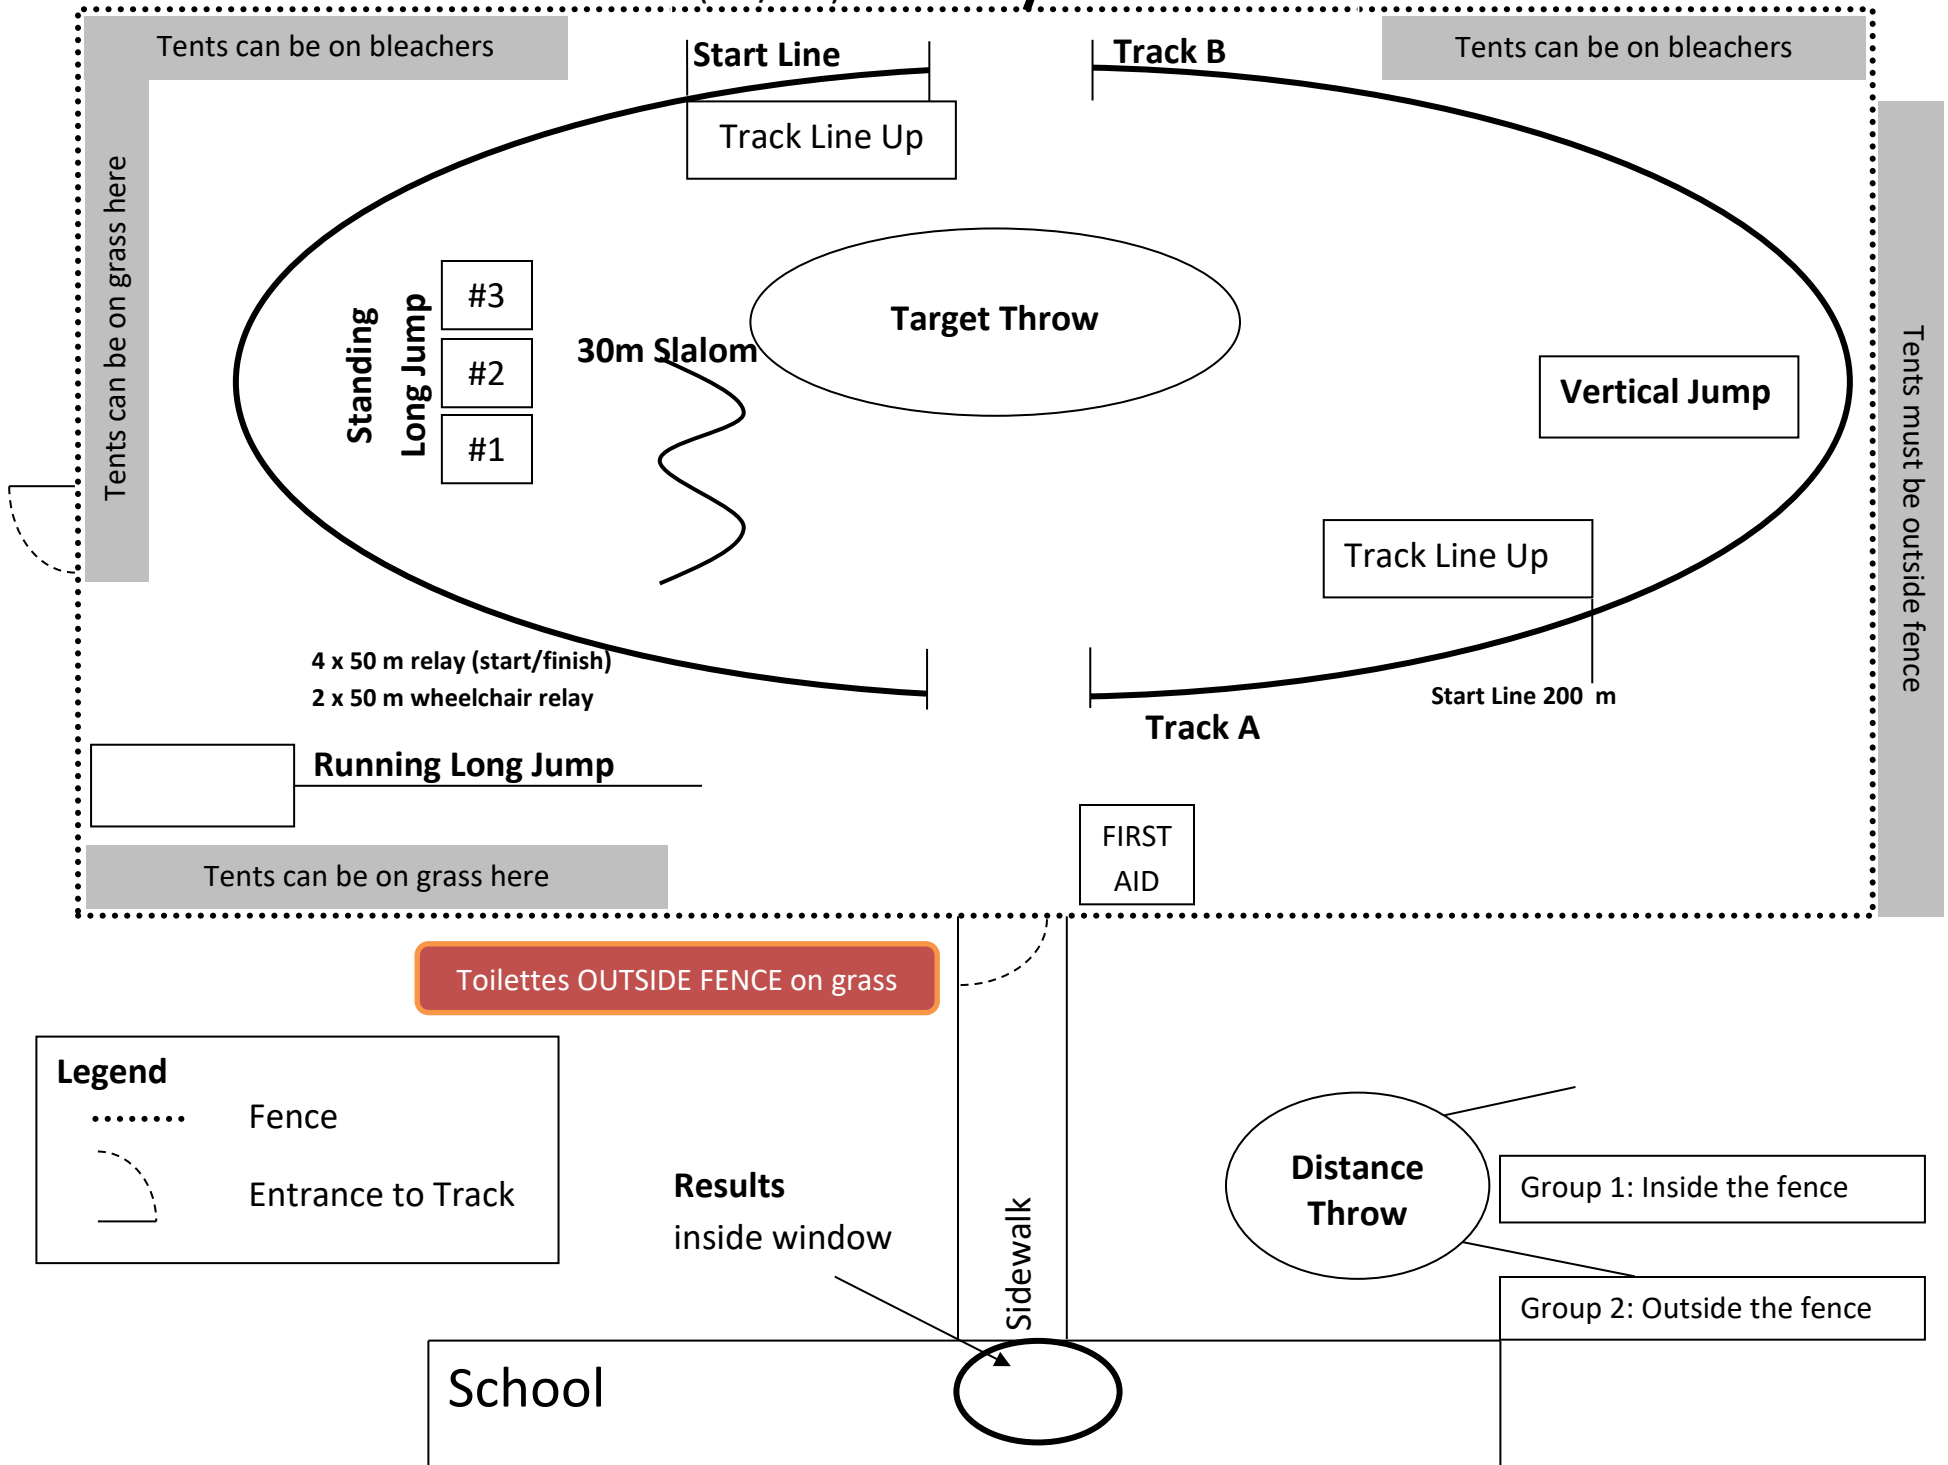 Tents can be on bleachers
Start Line
Track B
Tents can be on bleachers
Track Line Up
Tents can be on grass here
Standing
Long Jump
#3
#2
#1
30m Slalom
Target Throw
Vertical Jump
Tents must be outside fence
Track Line Up
4 x 50 m relay (start/finish)
2 x 50 m wheelchair relay
Start Line 200 m
Track A
Running Long Jump
FIRST
AID
Tents can be on grass here
Toilettes OUTSIDE FENCE on grass
Legend
Fence
Entrance to Track
Results
inside window
Sidewalk
Distance
Throw
Group 1: Inside the fence
Group 2: Outside the fence
School